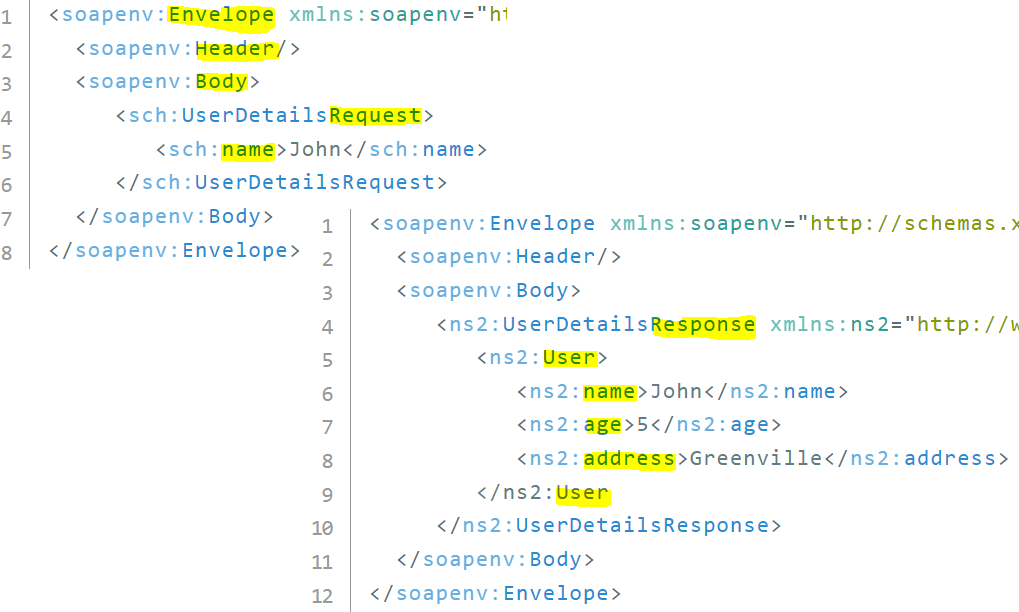 1 <soapenv:Envelope xmlns:soapenv="ht
2 <soapenv:Header/>
3 <soapenv:Body>
4 <sch:UserDetailsRequest>
5 <sch:name>John</sch:name>
6 </sch:UserDetailsRequest>
7 </soapenv:Body>
8 </soapenv:Envelope>
1 <soapenv:Envelope xmlns:soapenv="http://schemas.x
2 <soapenv:Header/>
3 <soapenv:Body>
4 <ns2:UserDetailsResponse xmlns:ns2="http://w
5 <ns2:User>
6 <ns2:name>John</ns2:name>
7 <ns2:age>5</ns2:age>
8 <ns2:address>Greenville</ns2:address>
9 </ns2:User
10 </ns2:UserDetailsResponse>
11 </soapenv:Body>
12 </soapenv:Envelope>